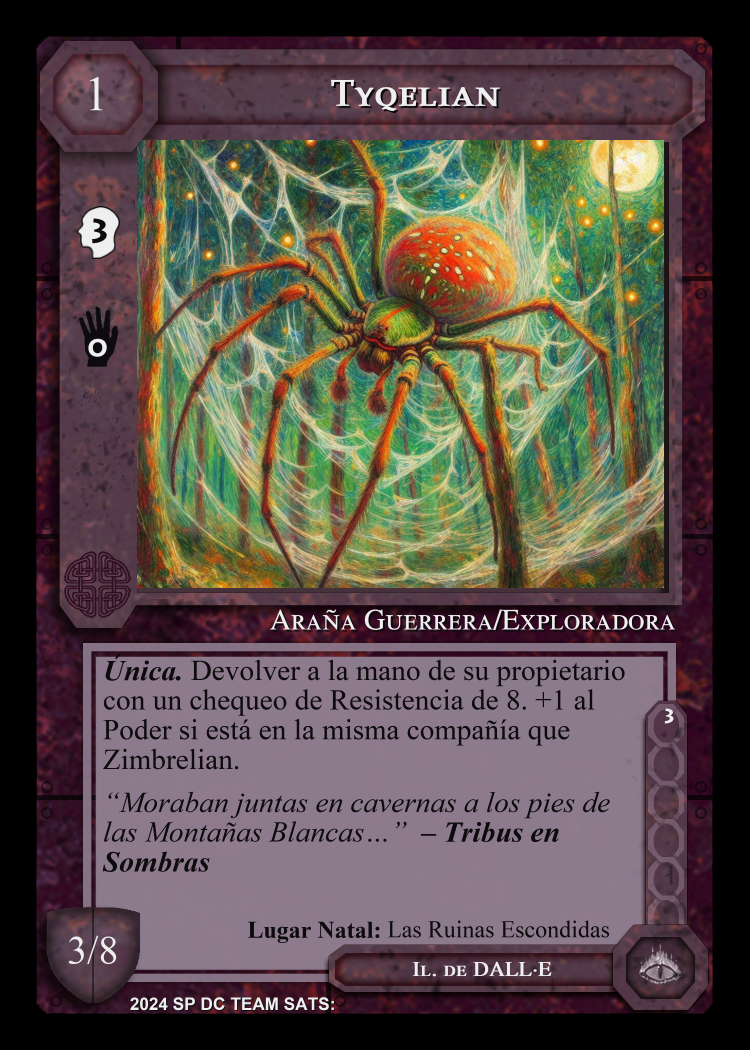 1
Tyqelian
3
0
Araña Guerrera/Exploradora
Única. Devolver a la mano de su propietario
con un chequeo de Resistencia de 8. +1 al
Poder si está en la misma compañía que
Zimbrelian.
3
“Moraban juntas en cavernas a los pies de
las Montañas Blancas…” – Tribus en
Sombras
Lugar Natal: Las Ruinas Escondidas
3/8
Il. de DALL·E
2024 SP DC TEAM SATS: